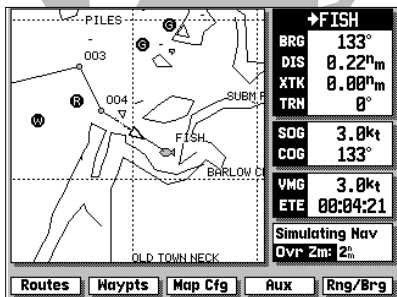 PILES
G
G
003
R
004
SUBM
W
FISH
BARLOW C
OLD TOWN NECK
→FISH
BRG 133°
DIS 0.22nm
XTK 0.00nm
TRN 0°
SOG 3.0kt
COG 133°
VMG 3.0kt
ETE 00:04:21
Simulating Nav
Ovr Zm: 2nm
Routes Waypts Map Cfg Aux Rng/Brg